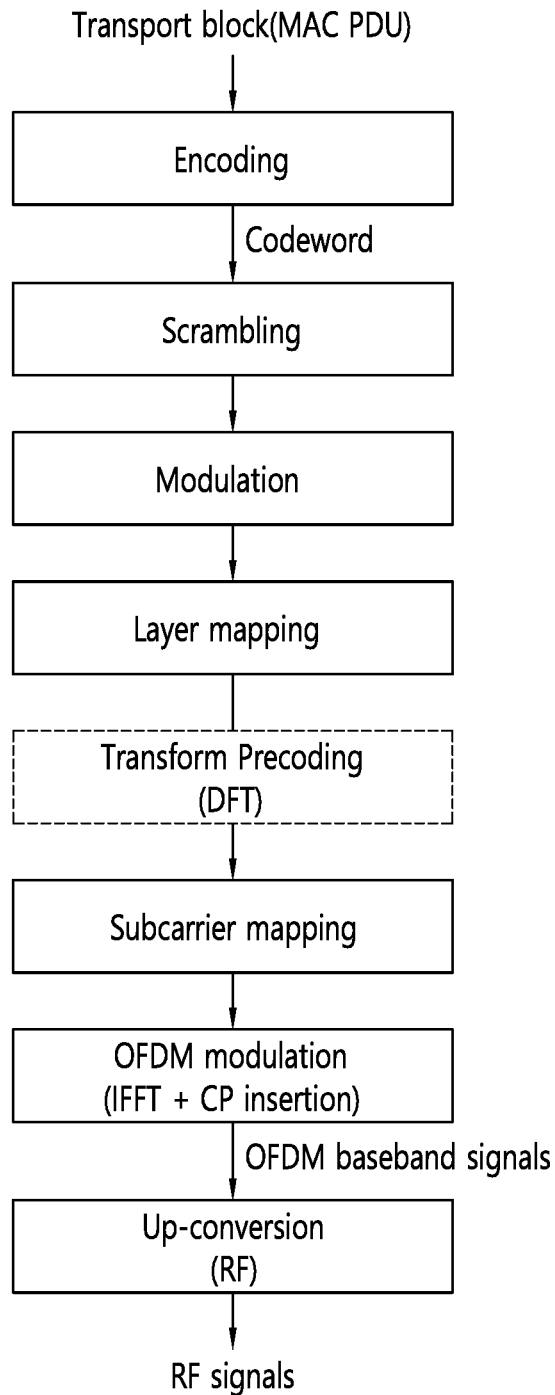 Transport block(MAC PDU)
Encoding
Codeword
Scrambling
Modulation
Layer mapping
Transform Precoding
(DFT)
Subcarrier mapping
OFDM modulation
(IFFT + CP insertion)
OFDM baseband signals
Up-conversion
(RF)
RF signals